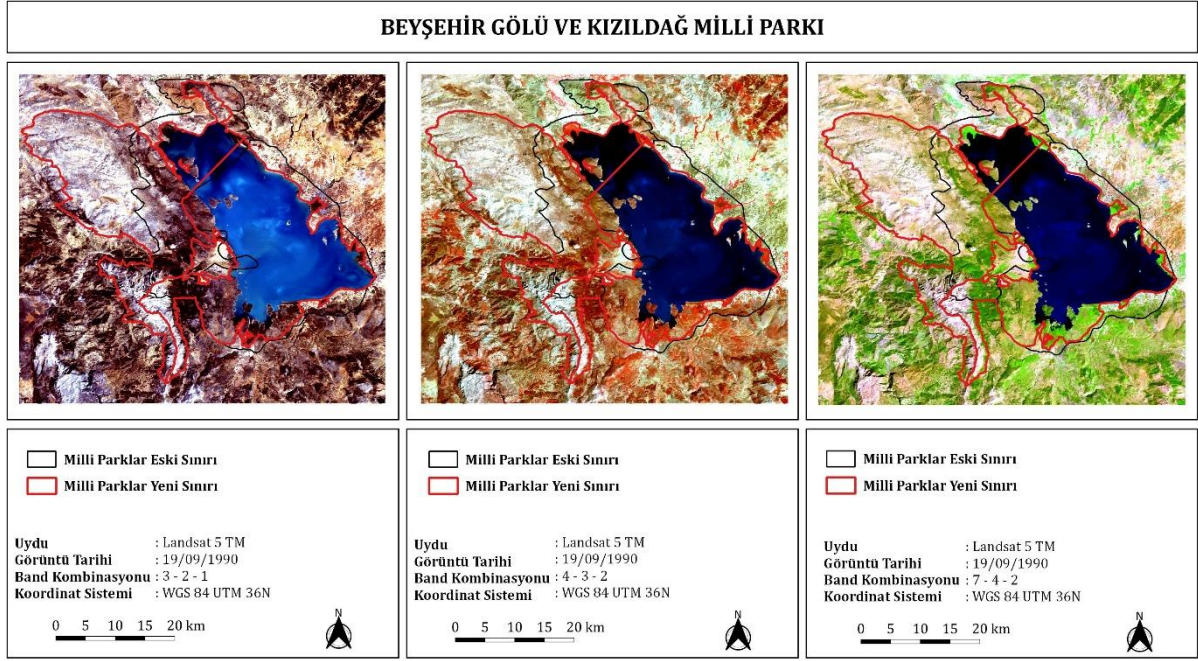 BEYŞEHİR GÖLÜ VE KIZILDAĞ MİLLİ PARKI
Milli Parklar Eski Sınırı
Milli Parklar Yeni Sınırı
Uydu : Landsat 5 TM
Görüntü Tarihi : 19/09/1990
Band Kombinasyonu : 3 - 2 - 1
Koordinat Sistemi : WGS 84 UTM 36N
0 5 10 15 20 km
N
Milli Parklar Eski Sınırı
Milli Parklar Yeni Sınırı
Uydu : Landsat 5 TM
Görüntü Tarihi : 19/09/1990
Band Kombinasyonu : 4 - 3 - 2
Koordinat Sistemi : WGS 84 UTM 36N
0 5 10 15 20 km
N
Milli Parklar Eski Sınırı
Milli Parklar Yeni Sınırı
Uydu : Landsat 5 TM
Görüntü Tarihi : 19/09/1990
Band Kombinasyonu : 7 - 4 - 2
Koordinat Sistemi : WGS 84 UTM 36N
0 5 10 15 20 km
N